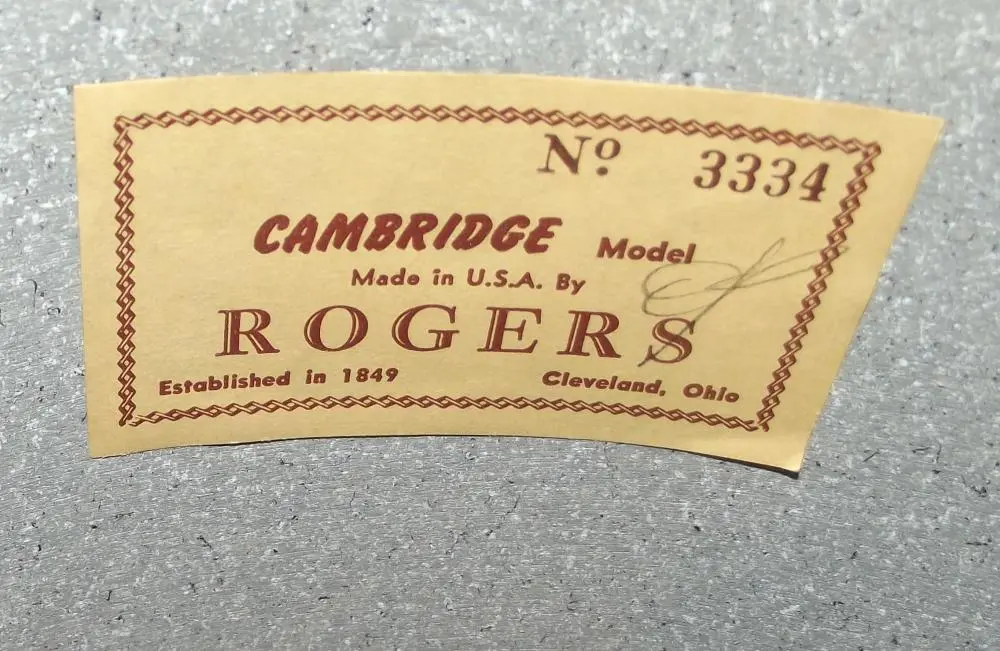 Nº 3334
CAMBRIDGE Model
Made in U.S.A. By
ROGERS
Established in 1849 Cleveland, Ohio